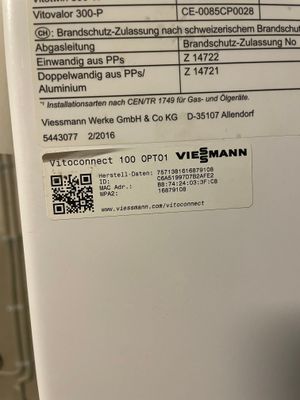 Vitovalor 300-P CE-0085CP0028
CH: Brandschutz-Zulassung nach schweizerischem Brandschutz
Abgasleitung Brandschutz-Zulassung No
Einwandig aus PPs Z 14722
Doppelwandig aus PPs/ Z 14721
Aluminium
*⁾ Installationsarten nach CEN/TR 1749 für Gas- und Ölgeräte.
Viessmann Werke GmbH & Co KG D-35107 Allendorf
5443077 2/2016
Vitoconnect 100 OPTO1 VIESSMANN
Herstell-Daten: 7571381616879108
ID: C6A51997D7B2AFE2
MAC Adr.: B8:74:24:03:3F:C8
WPA2: 16879108
www.viessmann.com/vitoconnect